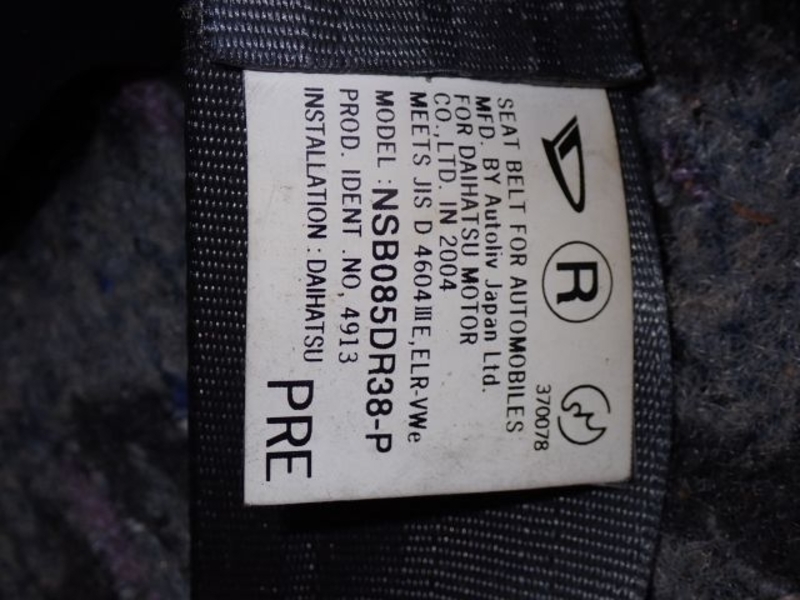 R
370078
SEAT BELT FOR AUTOMOBILES
MFD. BY Autoliv Japan Ltd.
FOR DAIHATSU MOTOR
CO.,LTD. IN 2004
MEETS JIS D 4604ⅢE,ELR-VWe
MODEL : NSB085DR38-P
PROD. IDENT .NO, 4913
INSTALLATION : DAIHATSU
PRE